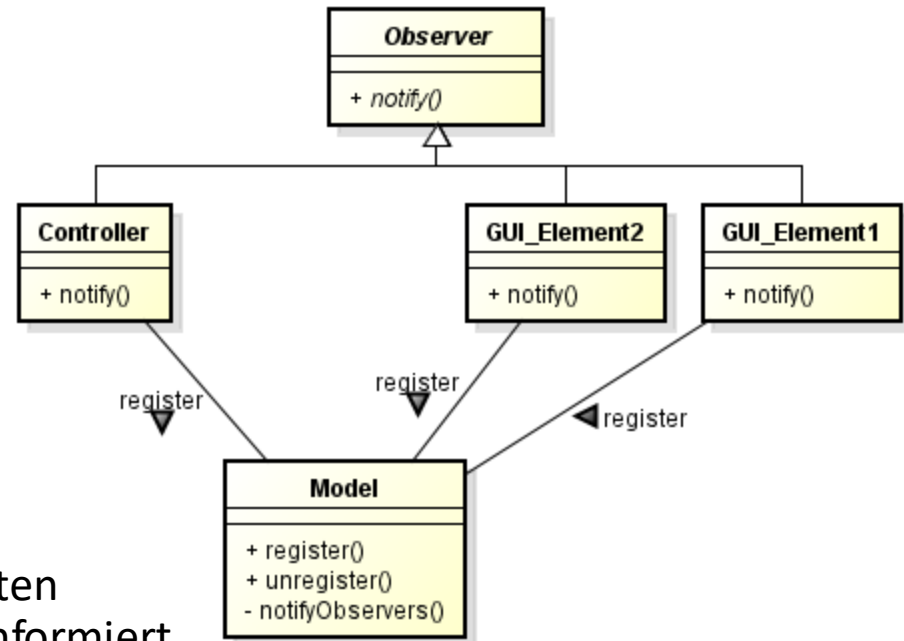 Observer
+ notify()
Controller
+ notify()
GUI_Element2
+ notify()
GUI_Element1
+ notify()
register
register
register
Model
+ register()
+ unregister()
- notifyObservers()